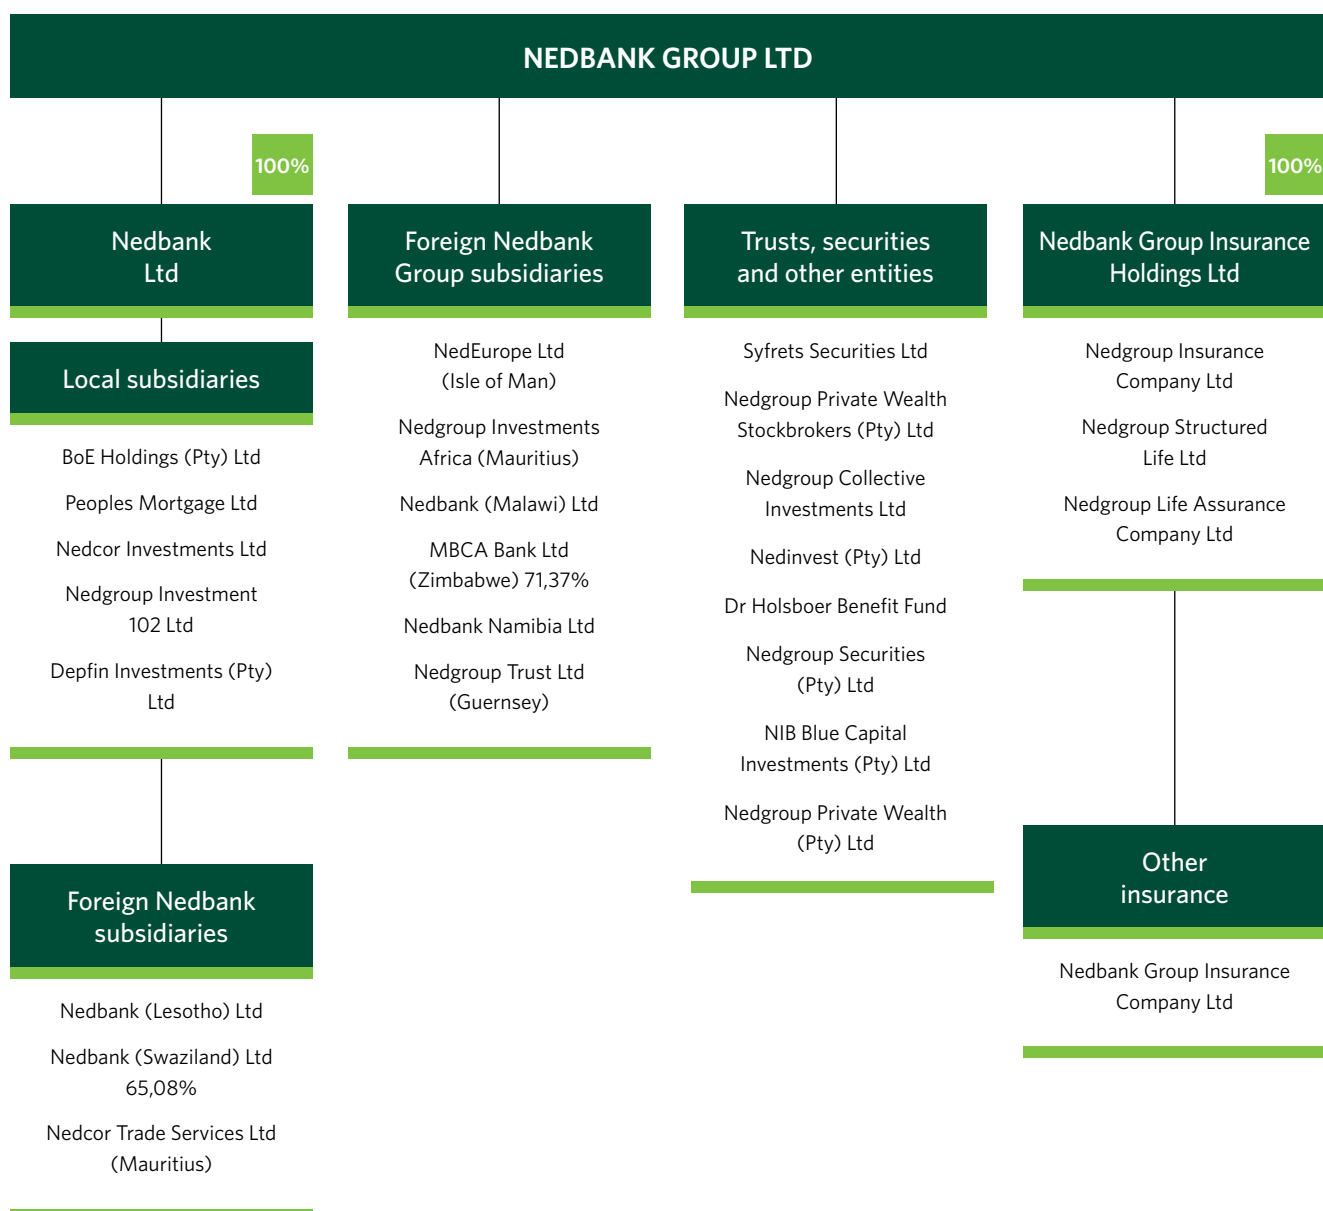 NEDBANK GROUP LTD
100%
Nedbank
Ltd
Local subsidiaries
BoE Holdings (Pty) Ltd
Peoples Mortgage Ltd
Nedcor Investments Ltd
Nedgroup Investment
102 Ltd
Depfin Investments (Pty)
Ltd
Foreign Nedbank
subsidiaries
Nedbank (Lesotho) Ltd
Nedbank (Swaziland) Ltd
65,08%
Nedcor Trade Services Ltd
(Mauritius)
Foreign Nedbank
Group subsidiaries
NedEurope Ltd
(Isle of Man)
Nedgroup Investments
Africa (Mauritius)
Nedbank (Malawi) Ltd
MBCA Bank Ltd
(Zimbabwe) 71,37%
Nedbank Namibia Ltd
Nedgroup Trust Ltd
(Guernsey)
Trusts, securities
and other entities
Syfrets Securities Ltd
Nedgroup Private Wealth
Stockbrokers (Pty) Ltd
Nedgroup Collective
Investments Ltd
Nedinvest (Pty) Ltd
Dr Holsboer Benefit Fund
Nedgroup Securities
(Pty) Ltd
NIB Blue Capital
Investments (Pty) Ltd
Nedgroup Private Wealth
(Pty) Ltd
100%
Nedbank Group Insurance
Holdings Ltd
Nedgroup Insurance
Company Ltd
Nedgroup Structured
Life Ltd
Nedgroup Life Assurance
Company Ltd
Other
insurance
Nedbank Group Insurance
Company Ltd